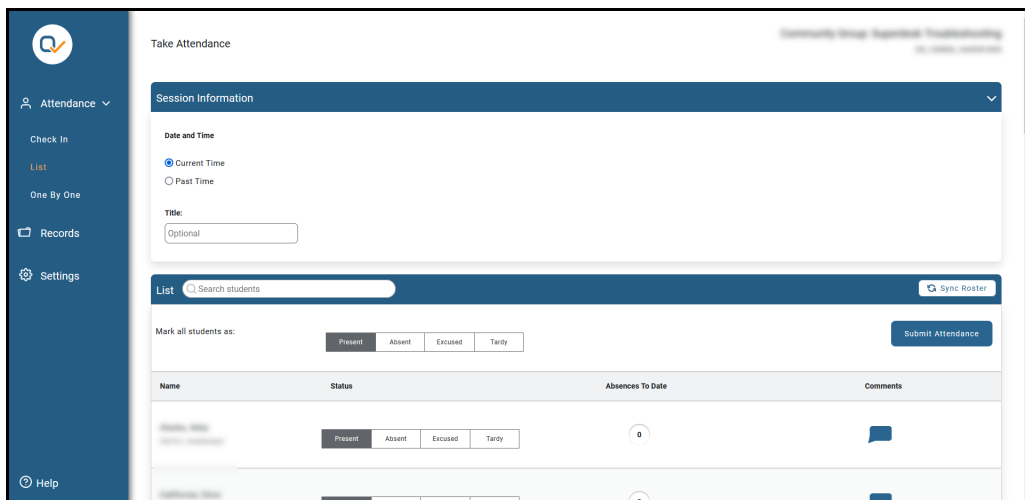 Take Attendance
Attendance
Check In
List
One By One
Records
Settings
Help
Session Information
Date and Time
Current Time
Past Time
Title:
Optional
List
Search students
Sync Roster
Mark all students as:
Present Absent Excused Tardy
Submit Attendance
Name Status Absences To Date Comments
Present Absent Excused Tardy
0